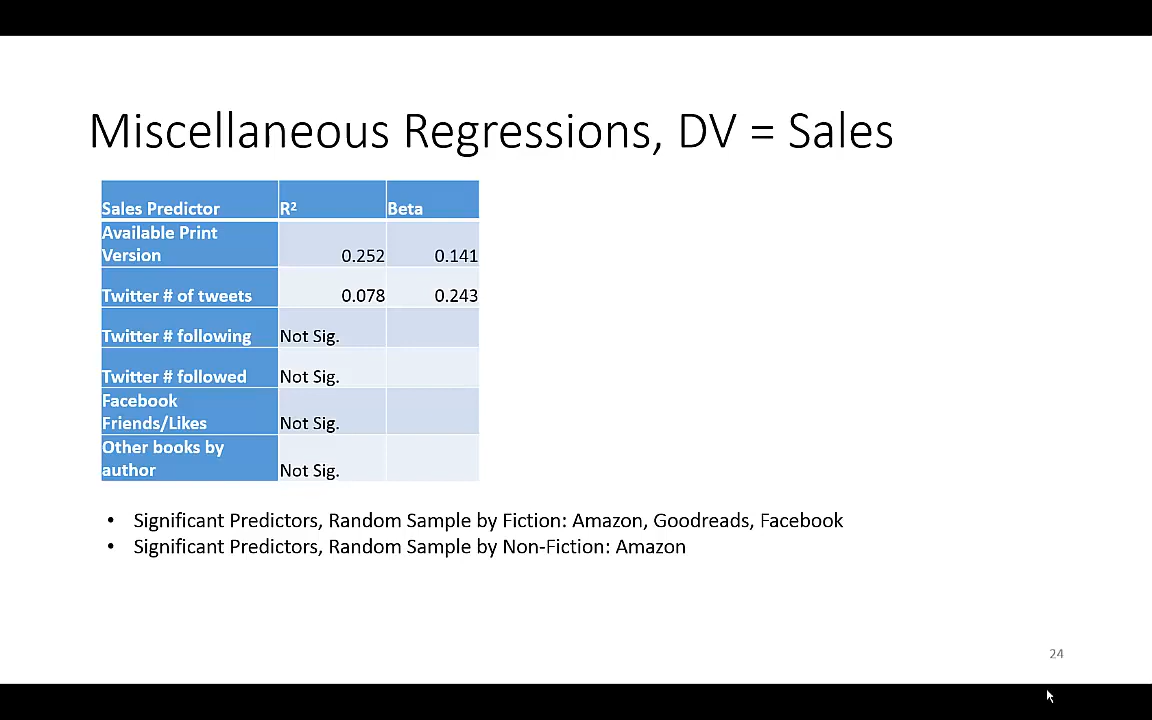 Miscellaneous Regressions, DV = Sales
Sales Predictor R² Beta
Available Print
Version 0.252 0.141
Twitter # of tweets 0.078 0.243
Twitter # following Not Sig.
Twitter # followed Not Sig.
Facebook
Friends/Likes Not Sig.
Other books by
author Not Sig.
• Significant Predictors, Random Sample by Fiction: Amazon, Goodreads, Facebook
• Significant Predictors, Random Sample by Non-Fiction: Amazon
24